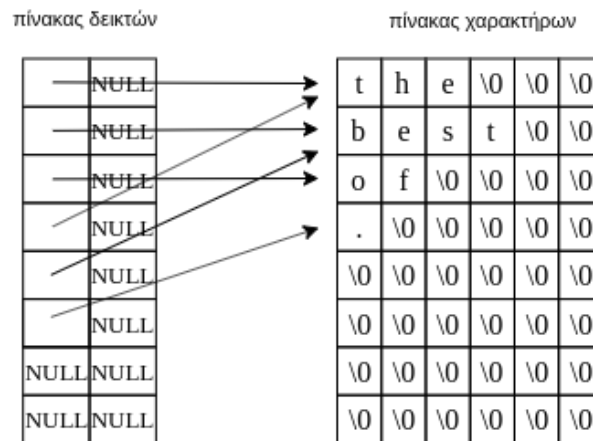 πίνακας δεικτών πίνακας χαρακτήρων
NULL t h e \0 \0 \0
NULL b e s t \0 \0
NULL o f \0 \0 \0 \0
NULL . \0 \0 \0 \0 \0
NULL \0 \0 \0 \0 \0 \0
NULL \0 \0 \0 \0 \0 \0
NULL NULL \0 \0 \0 \0 \0 \0
NULL NULL \0 \0 \0 \0 \0 \0